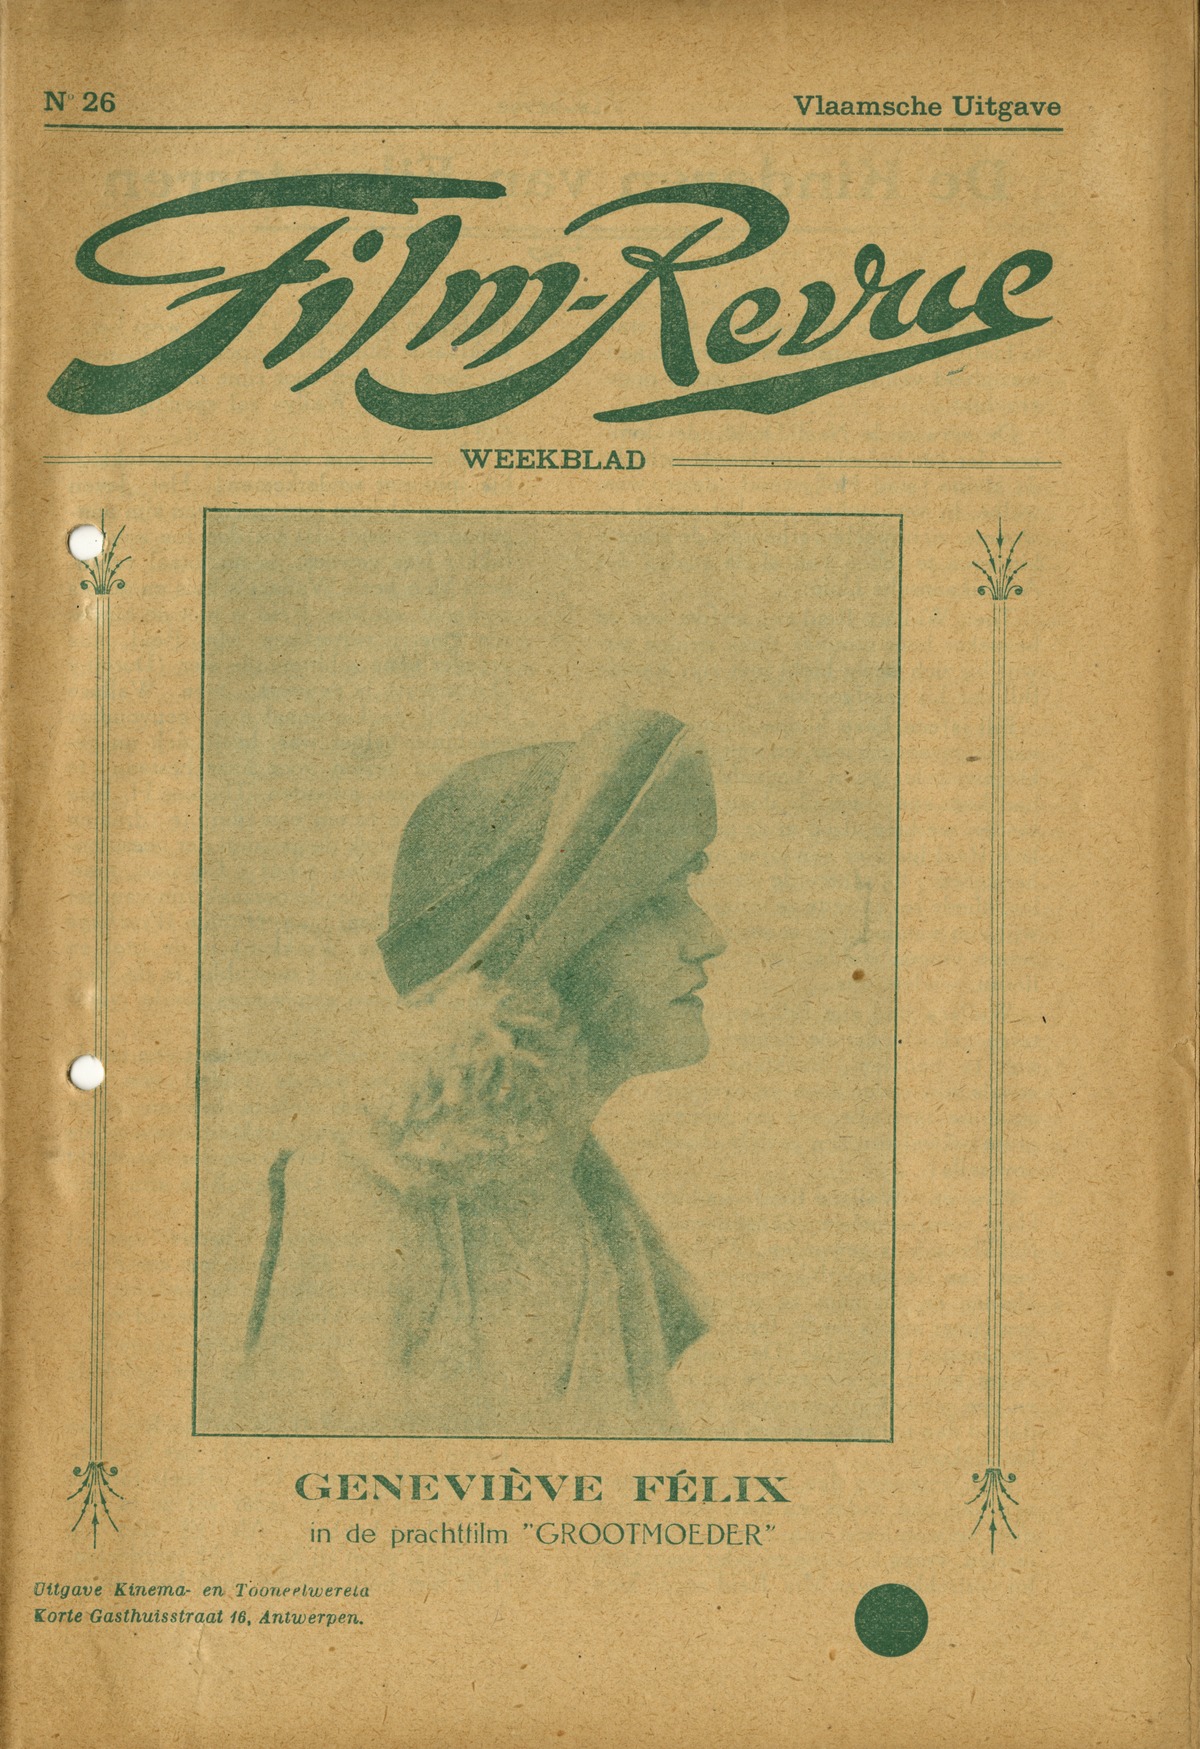 No 26
Vlaamsche Uitgave
Film-Revue
WEEKBLAD
GENEVIÈVE FÉLIX
in de prachtfilm "GROOTMOEDER"
Uitgave Kinema- en Tooneelwereld
Korte Gasthuisstraat 16, Antwerpen.